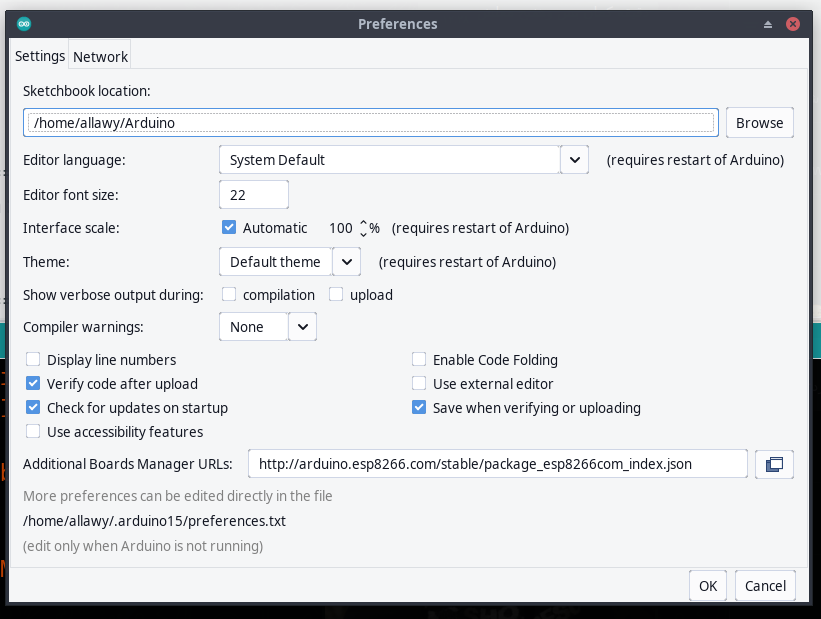 Preferences
Settings Network
Sketchbook location:
/home/allawy/Arduino Browse
Editor language: System Default (requires restart of Arduino)
Editor font size: 22
Interface scale: Automatic 100 % (requires restart of Arduino)
Theme: Default theme (requires restart of Arduino)
Show verbose output during: compilation upload
Compiler warnings: None
Display line numbers Enable Code Folding
Verify code after upload Use external editor
Check for updates on startup Save when verifying or uploading
Use accessibility features
Additional Boards Manager URLs: http://arduino.esp8266.com/stable/package_esp8266com_index.json
More preferences can be edited directly in the file
/home/allawy/.arduino15/preferences.txt
(edit only when Arduino is not running)
OK Cancel